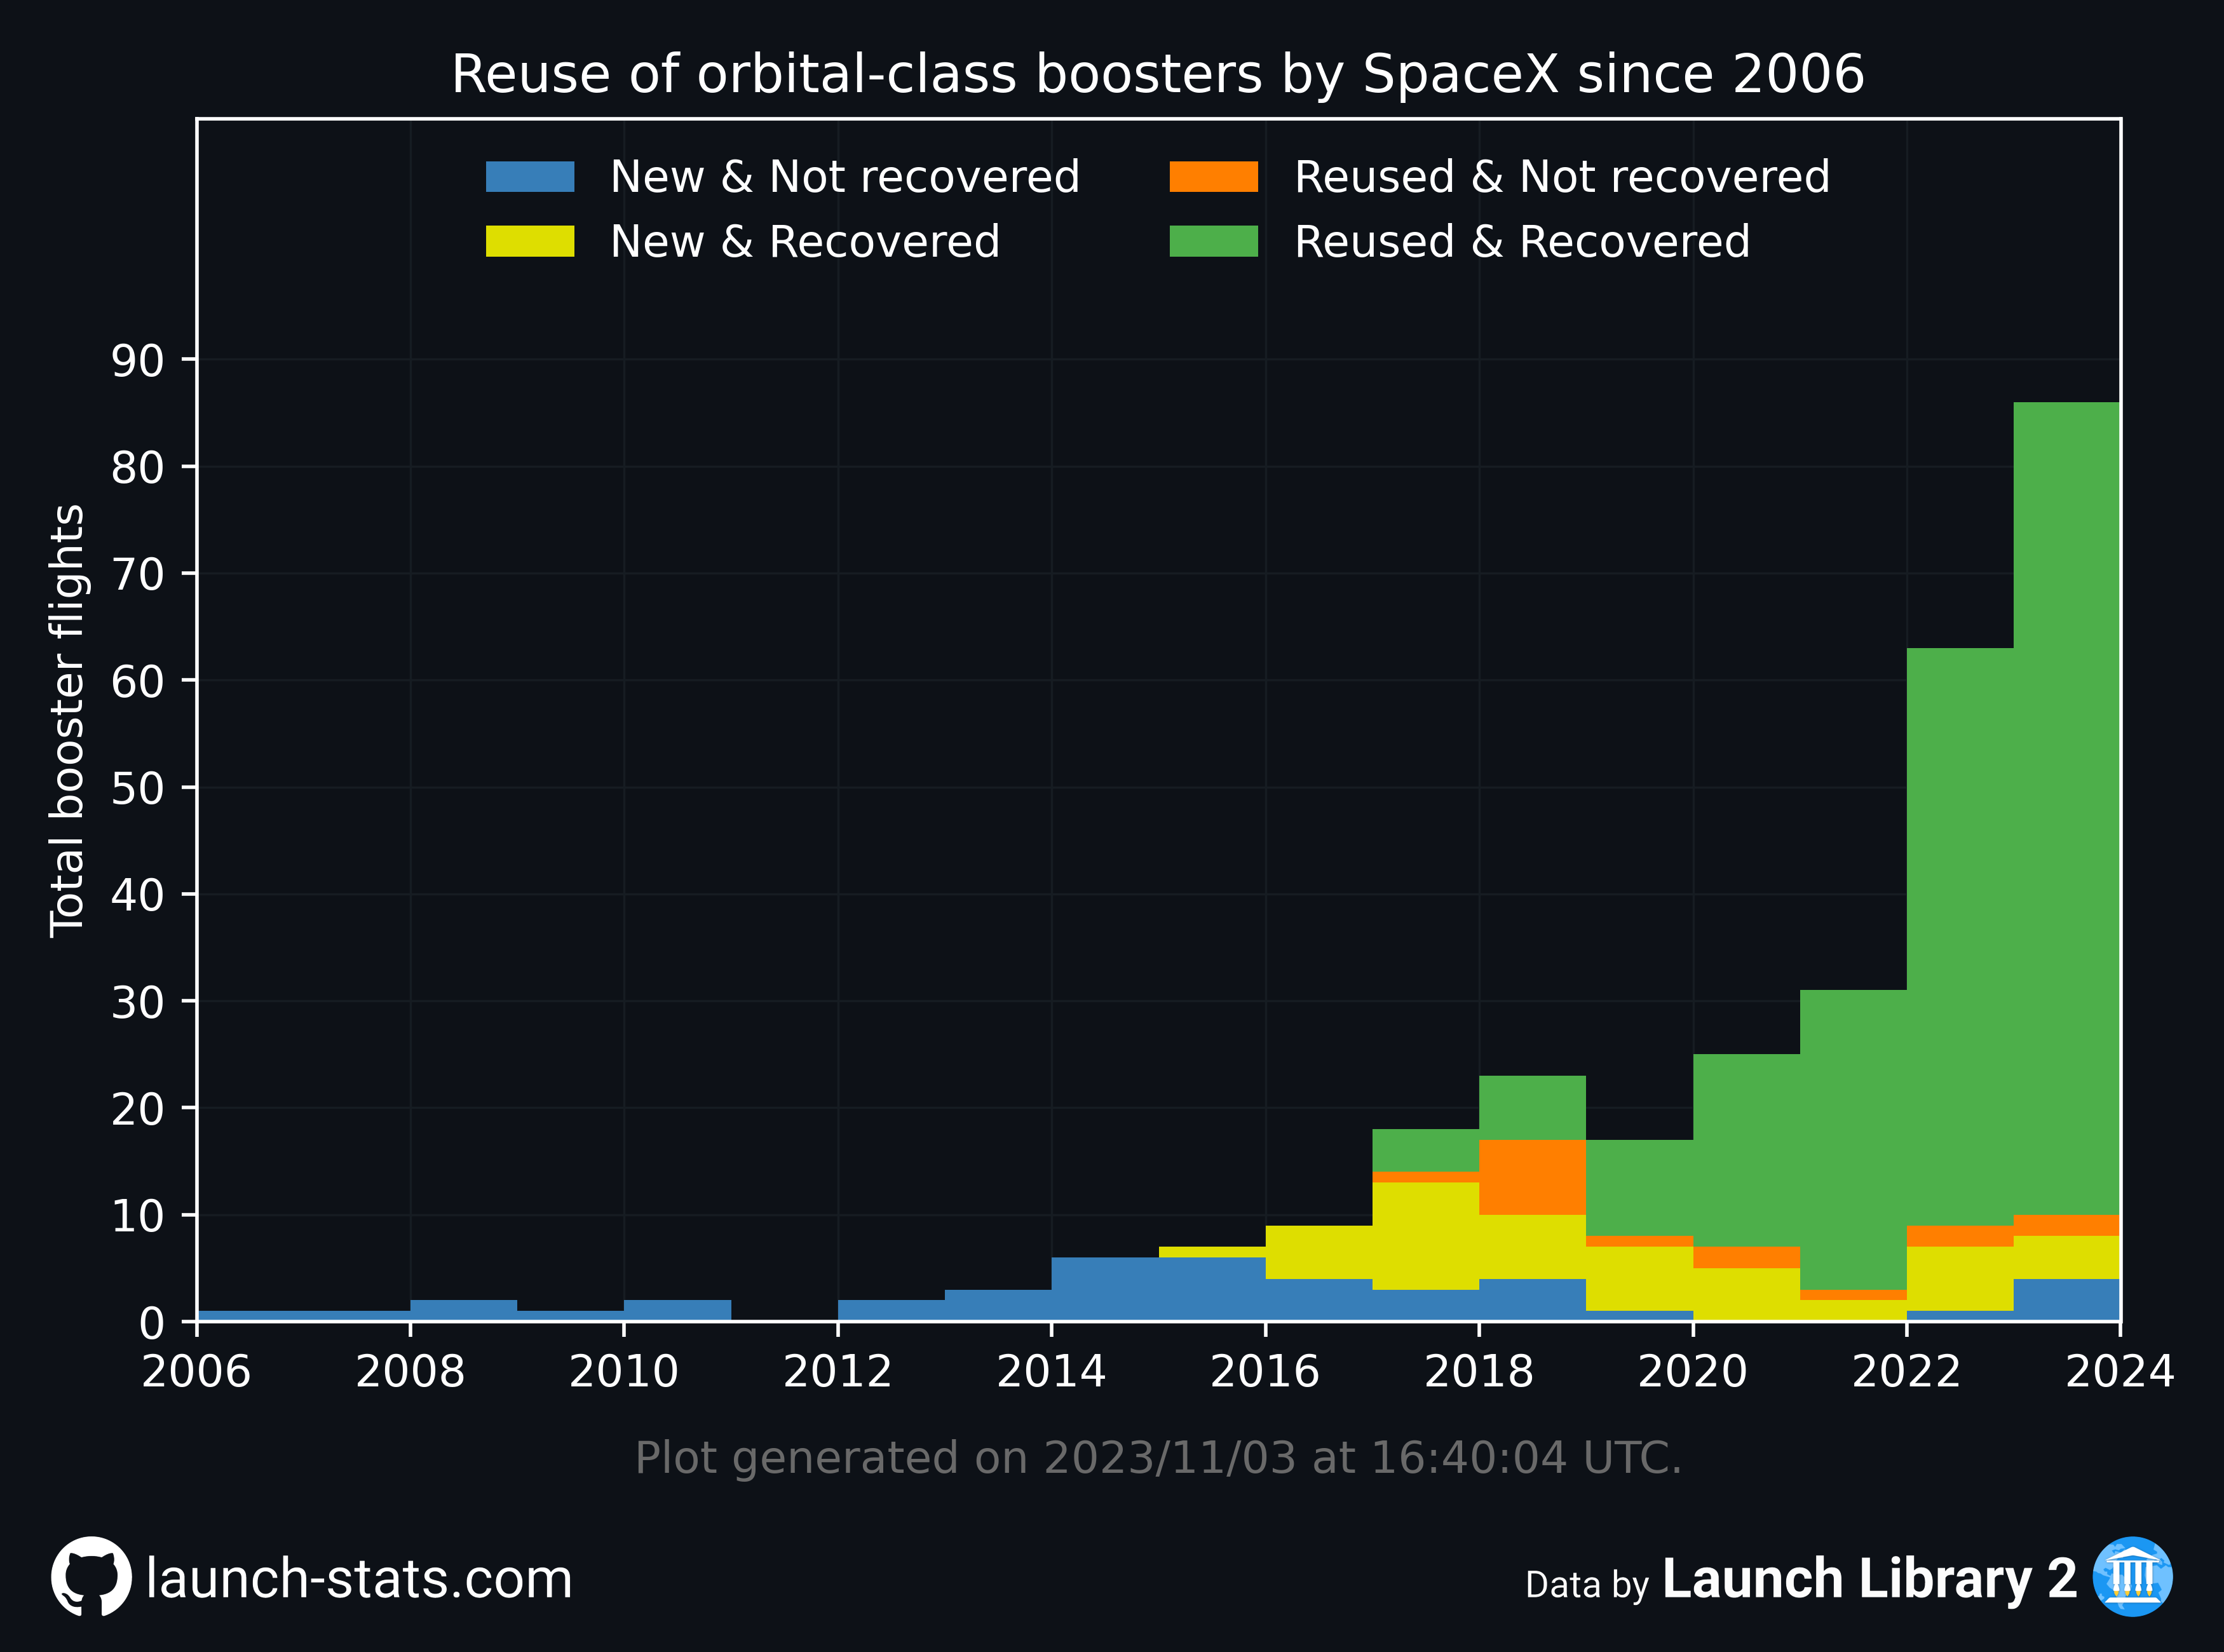 Reuse of orbital-class boosters by SpaceX since 2006
New & Not recovered
New & Recovered
Reused & Not recovered
Reused & Recovered
Total booster flights
90
80
70
60
50
40
30
20
10
0
2006 2008 2010 2012 2014 2016 2018 2020 2022 2024
Plot generated on 2023/11/03 at 16:40:04 UTC.
launch-stats.com
Data by Launch Library 2